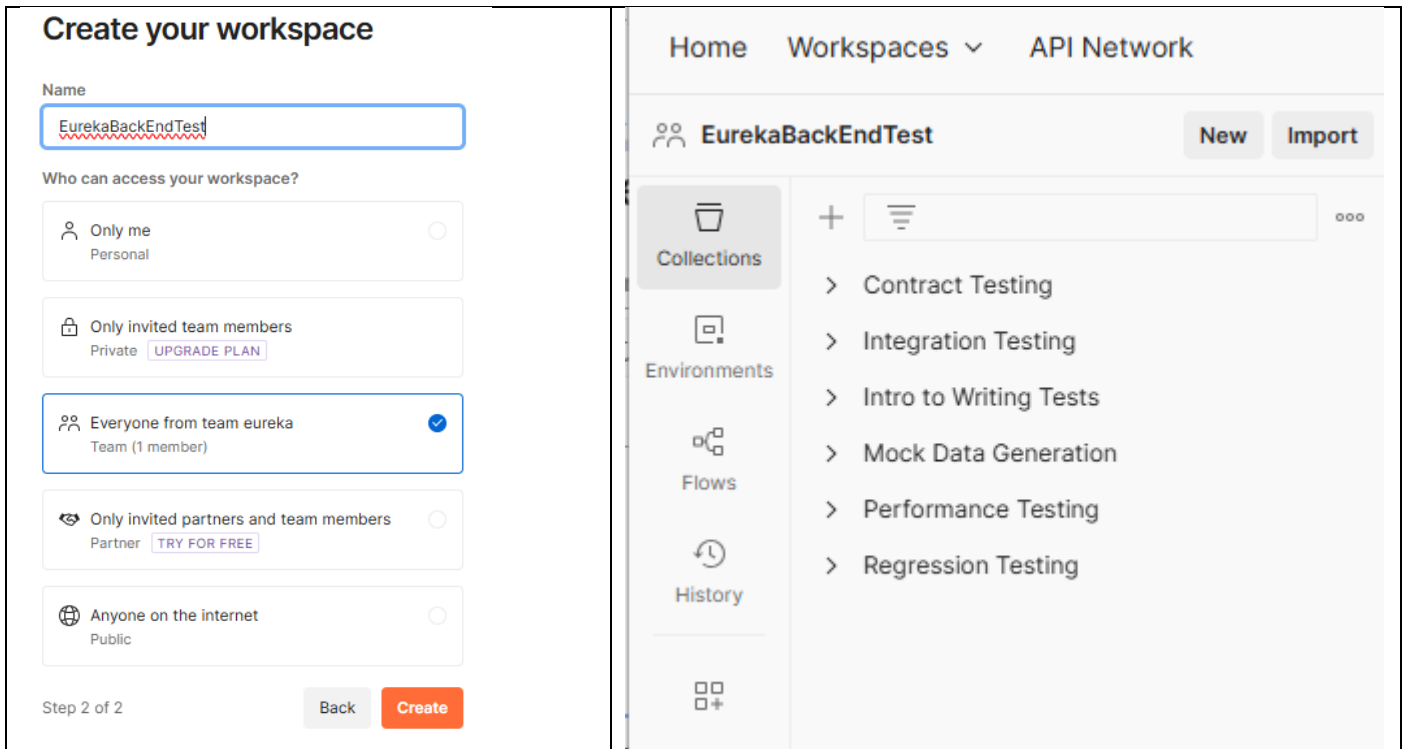 Create your workspace
Name
EurekaBackEndTest
Who can access your workspace?
Only me
Personal
Only invited team members
Private UPGRADE PLAN
Everyone from team eureka
Team (1 member)
Only invited partners and team members
Partner TRY FOR FREE
Anyone on the internet
Public
Step 2 of 2 Back Create
Home Workspaces API Network
EurekaBackEndTest New Import
Collections
Environments
Flows
History
Contract Testing
Integration Testing
Intro to Writing Tests
Mock Data Generation
Performance Testing
Regression Testing